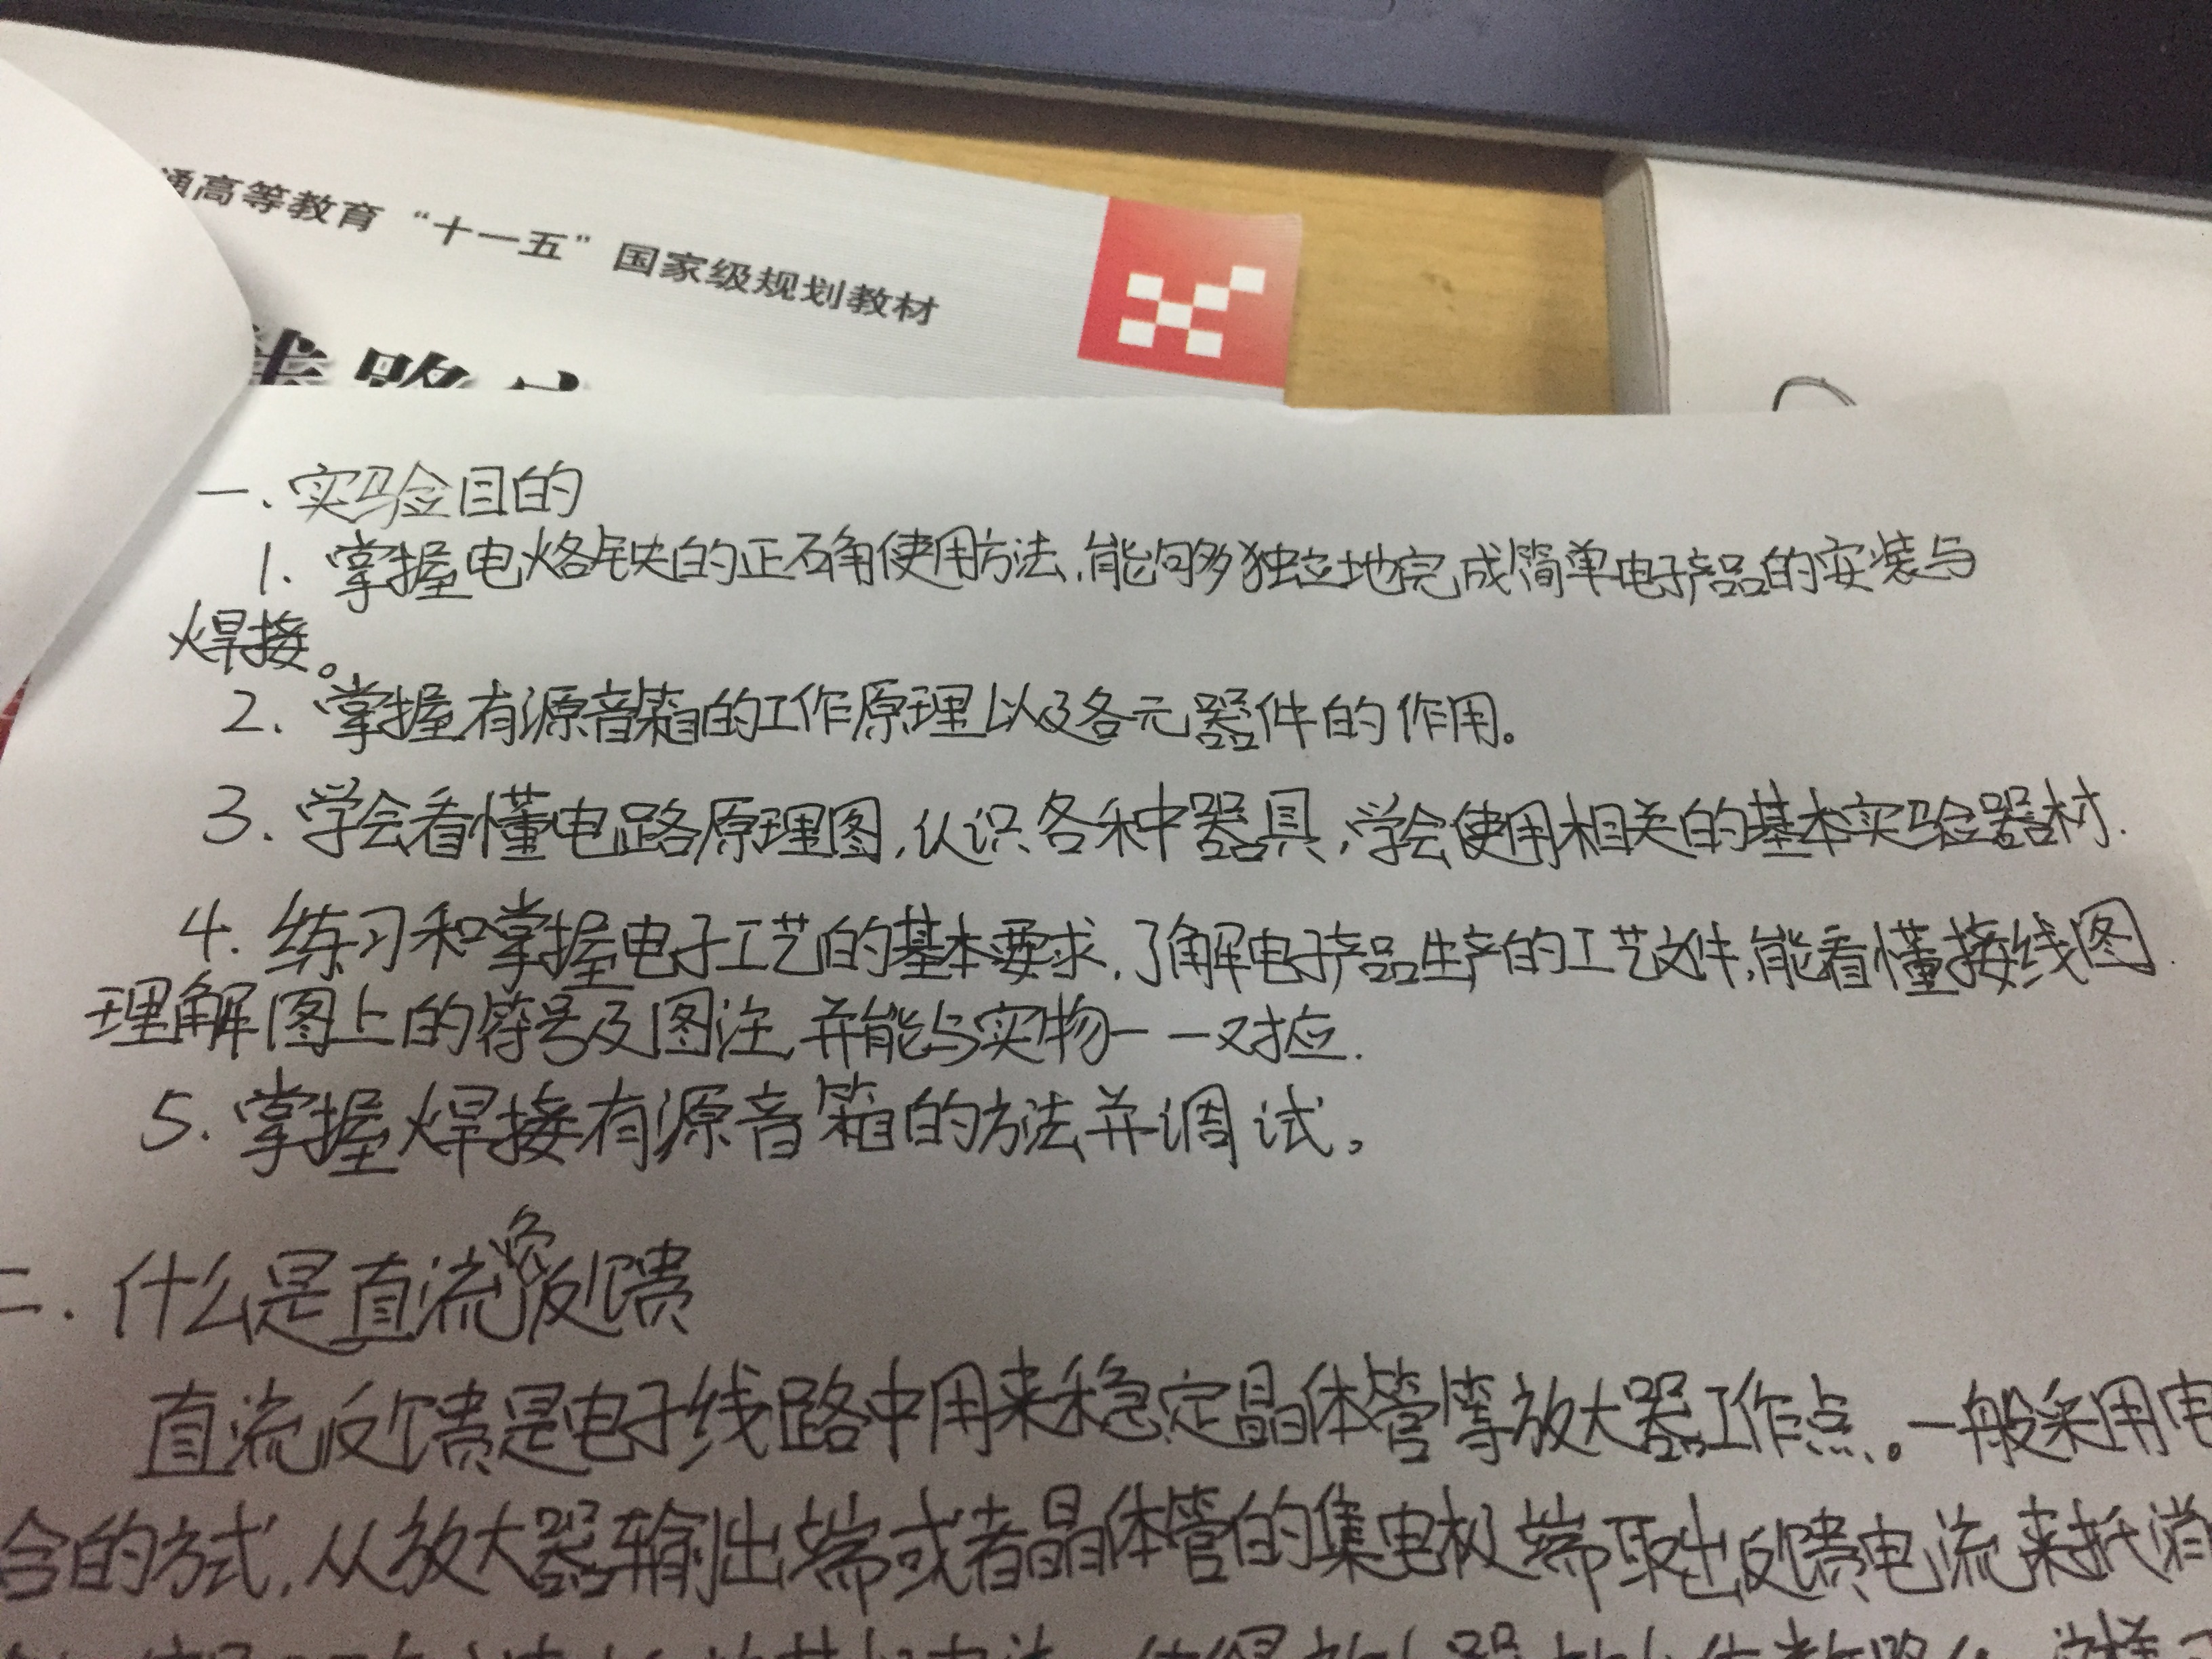 通高等教育“十一五”国家级规划教材
路
一.实验目的
1.掌握电烙铁的正确使用方法,能够独立地完成简单电子产品的安装与
焊接。
2.掌握有源音箱的工作原理以及各元器件的作用。
3.学会看懂电路原理图,认识各种器具,学会使用相关的基本实验器材.
4.练习和掌握电子工艺的基本要求,了解电子产品生产的工艺文件,能看懂接线图.
理解图上的符号及图注,并能与实物一一对应.
5.掌握焊接有源音箱的方法并调试。
二.什么是直流负反馈
直流反馈是电子线路中用来稳定晶体管等放大器工作点。一般采用电
合的方式,从放大器输出端或者晶体管的集电极端取出反馈电流来抵消